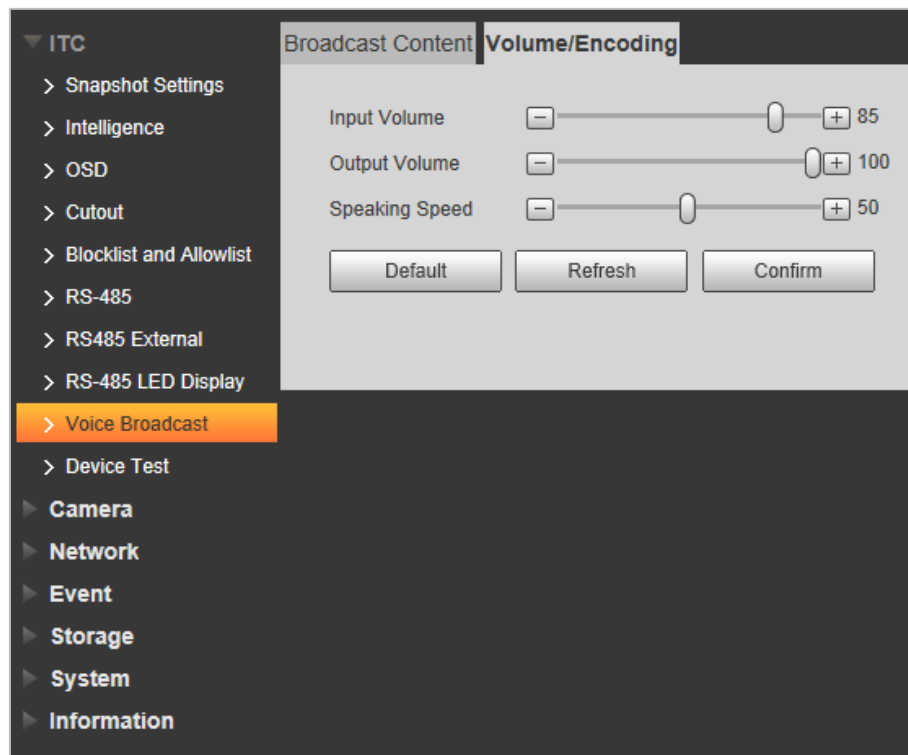 ITC
Snapshot Settings
Intelligence
OSD
Cutout
Blocklist and Allowlist
RS-485
RS485 External
RS-485 LED Display
Voice Broadcast
Device Test
Camera
Network
Event
Storage
System
Information
Broadcast Content Volume/Encoding
Input Volume 85
Output Volume 100
Speaking Speed 50
Default Refresh Confirm